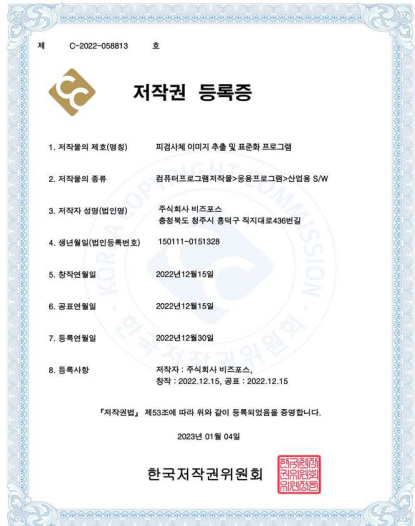 제 C-2022-058813 호
저작권 등록증
1. 저작물의 제호(명칭) 피검사체 이미지 추출 및 표준화 프로그램
2. 저작물의 종류 컴퓨터프로그램저작물>응용프로그램>산업용 S/W
3. 저작자 성명(법인명) 주식회사 비즈포스
충청북도 청주시 흥덕구 직지대로436번길
4. 생년월일(법인등록번호) 150111-0151328
5. 창작연월일 2022년12월15일
6. 공표연월일 2022년12월15일
7. 등록연월일 2022년12월30일
8. 등록사항 저작자 : 주식회사 비즈포스,
창작 : 2022.12.15, 공표 : 2022.12.15
『저작권법』 제53조에 따라 위와 같이 등록되었음을 증명합니다.
2023년 01월 04일
한국저작권위원회
KOREA COPYRIGHT COMMISSION
한국저작권위원회